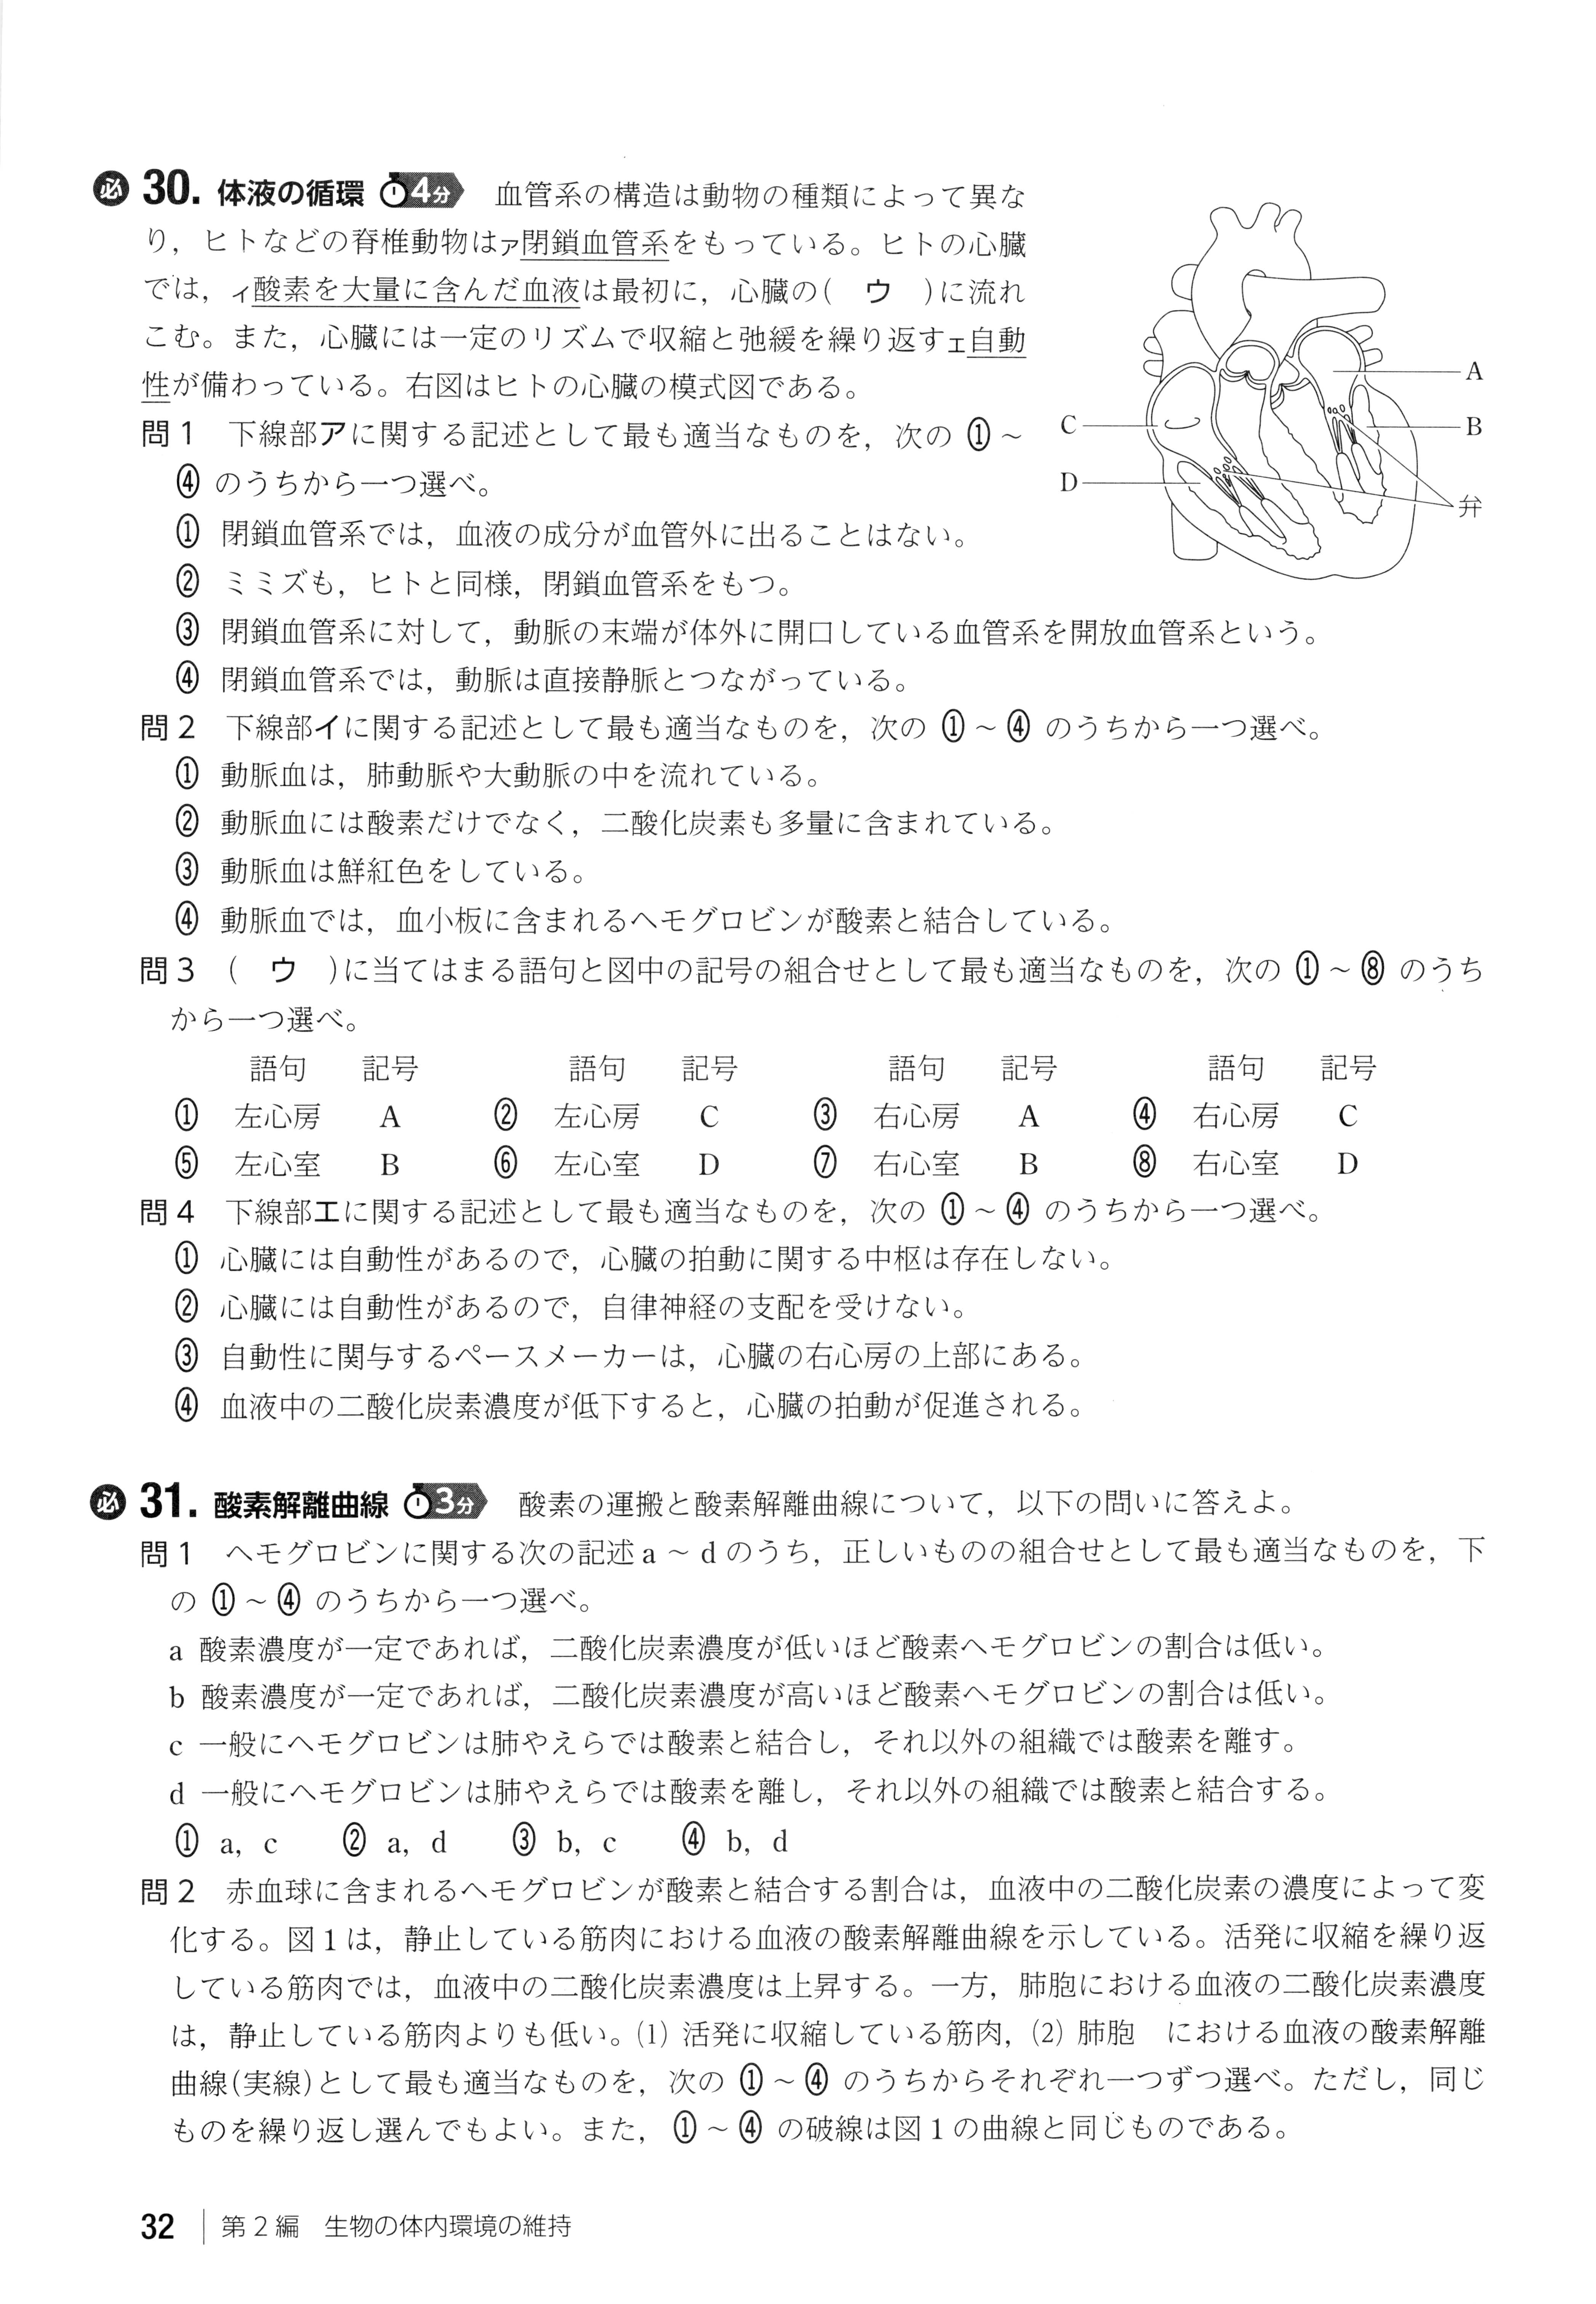 必 30. 体液の循環 4分 血管系の構造は動物の種類によって異な
り，ヒトなどの脊椎動物はア閉鎖血管系をもっている。ヒトの心臓
では，イ酸素を大量に含んだ血液は最初に，心臓の( ウ )に流れ
こむ。また，心臓には一定のリズムで収縮と弛緩を繰り返すエ自動
性が備わっている。右図はヒトの心臓の模式図である。
A
B
C
D
弁
問1 下線部アに関する記述として最も適当なものを，次の ①～
④ のうちから一つ選べ。
① 閉鎖血管系では，血液の成分が血管外に出ることはない。
② ミミズも，ヒトと同様，閉鎖血管系をもつ。
③ 閉鎖血管系に対して，動脈の末端が体外に開口している血管系を開放血管系という。
④ 閉鎖血管系では，動脈は直接静脈とつながっている。
問2 下線部イに関する記述として最も適当なものを，次の ①～④ のうちから一つ選べ。
① 動脈血は，肺動脈や大動脈の中を流れている。
② 動脈血には酸素だけでなく，二酸化炭素も多量に含まれている。
③ 動脈血は鮮紅色をしている。
④ 動脈血では，血小板に含まれるヘモグロビンが酸素と結合している。
問3 ( ウ )に当てはまる語句と図中の記号の組合せとして最も適当なものを，次の ①～⑧ のうち
から一つ選べ。
語句 記号 語句 記号 語句 記号 語句 記号
① 左心房 A ② 左心房 C ③ 右心房 A ④ 右心房 C
⑤ 左心室 B ⑥ 左心室 D ⑦ 右心室 B ⑧ 右心室 D
問4 下線部エに関する記述として最も適当なものを，次の ①～④ のうちから一つ選べ。
① 心臓には自動性があるので，心臓の拍動に関する中枢は存在しない。
② 心臓には自動性があるので，自律神経の支配を受けない。
③ 自動性に関与するペースメーカーは，心臓の右心房の上部にある。
④ 血液中の二酸化炭素濃度が低下すると，心臓の拍動が促進される。
必 31. 酸素解離曲線 3分 酸素の運搬と酸素解離曲線について，以下の問いに答えよ。
問1 ヘモグロビンに関する次の記述a～dのうち，正しいものの組合せとして最も適当なものを，下
の ①～④ のうちから一つ選べ。
a 酸素濃度が一定であれば，二酸化炭素濃度が低いほど酸素ヘモグロビンの割合は低い。
b 酸素濃度が一定であれば，二酸化炭素濃度が高いほど酸素ヘモグロビンの割合は低い。
c 一般にヘモグロビンは肺やえらでは酸素と結合し，それ以外の組織では酸素を離す。
d 一般にヘモグロビンは肺やえらでは酸素を離し，それ以外の組織では酸素と結合する。
① a，c ② a，d ③ b，c ④ b，d
問2 赤血球に含まれるヘモグロビンが酸素と結合する割合は，血液中の二酸化炭素の濃度によって変
化する。図1は，静止している筋肉における血液の酸素解離曲線を示している。活発に収縮を繰り返
している筋肉では，血液中の二酸化炭素濃度は上昇する。一方，肺胞における血液の二酸化炭素濃度
は，静止している筋肉よりも低い。(1) 活発に収縮している筋肉，(2) 肺胞 における血液の酸素解離
曲線(実線)として最も適当なものを，次の ①～④ のうちからそれぞれ一つずつ選べ。ただし，同じ
ものを繰り返し選んでもよい。また，①～④ の破線は図1の曲線と同じものである。
32 第2編 生物の体内環境の維持